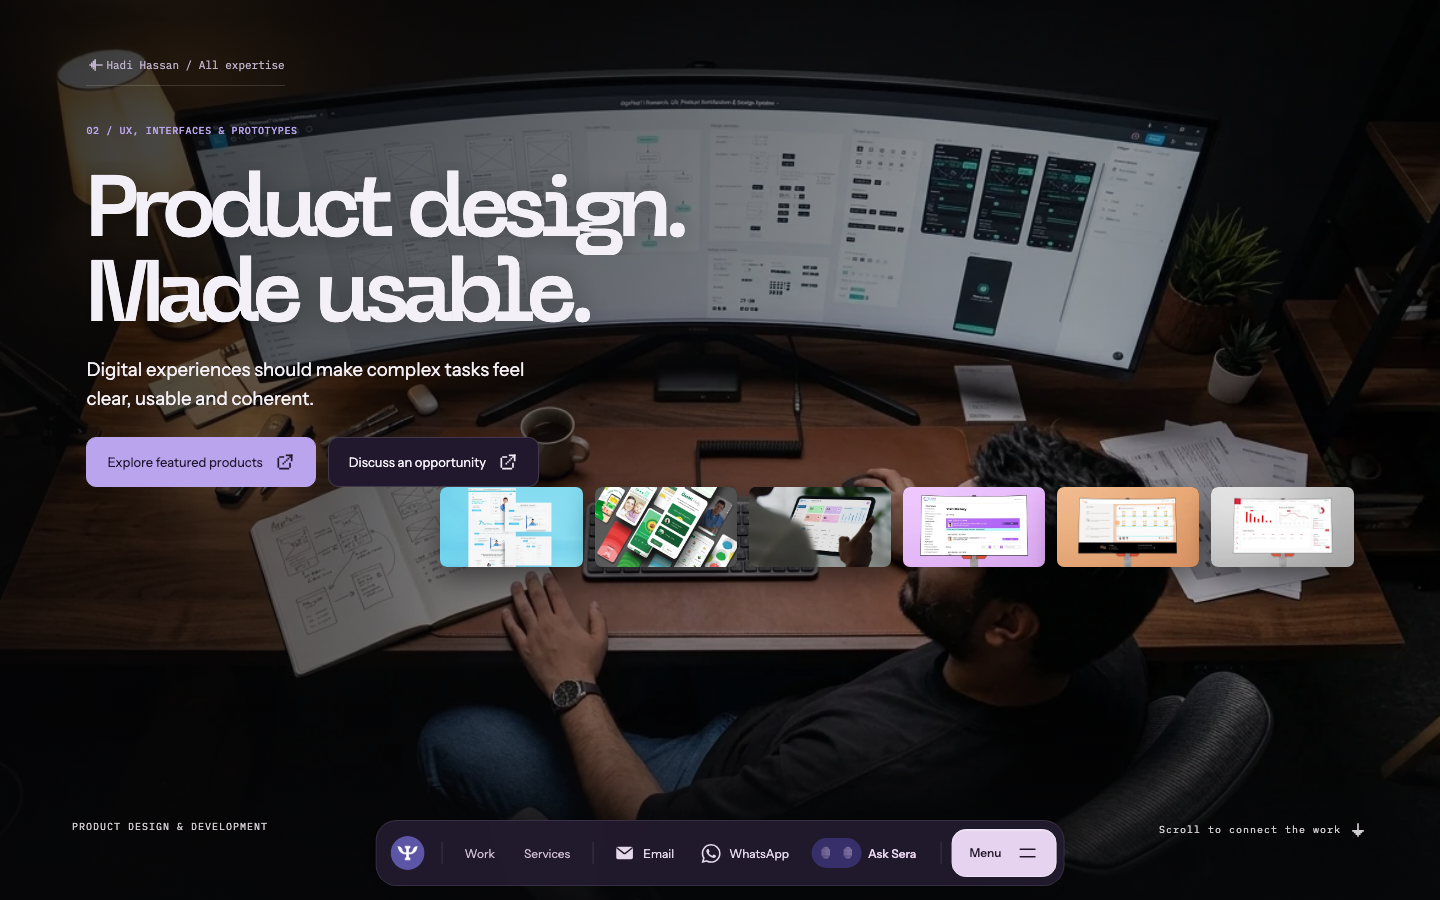 Hadi Hassan / All expertise
02 / UX, INTERFACES & PROTOTYPES
Product design.
Made usable.
Digital experiences should make complex tasks feel
clear, usable and coherent.
Explore featured products
Discuss an opportunity
PRODUCT DESIGN & DEVELOPMENT
Scroll to connect the work
Work
Services
Email
WhatsApp
Ask Sera
Menu